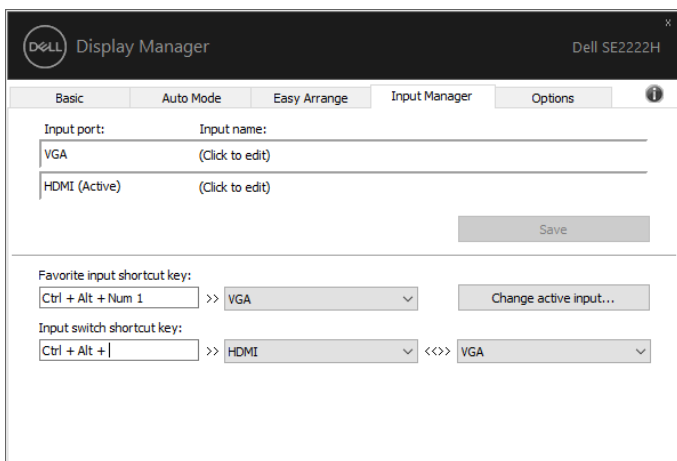 x
DELL Display Manager Dell SE2222H
Basic Auto Mode Easy Arrange Input Manager Options i
Input port: Input name:
VGA (Click to edit)
HDMI (Active) (Click to edit)
Save
Favorite input shortcut key:
Ctrl + Alt + Num 1 >> VGA Change active input...
Input switch shortcut key:
Ctrl + Alt + >> HDMI <<>> VGA